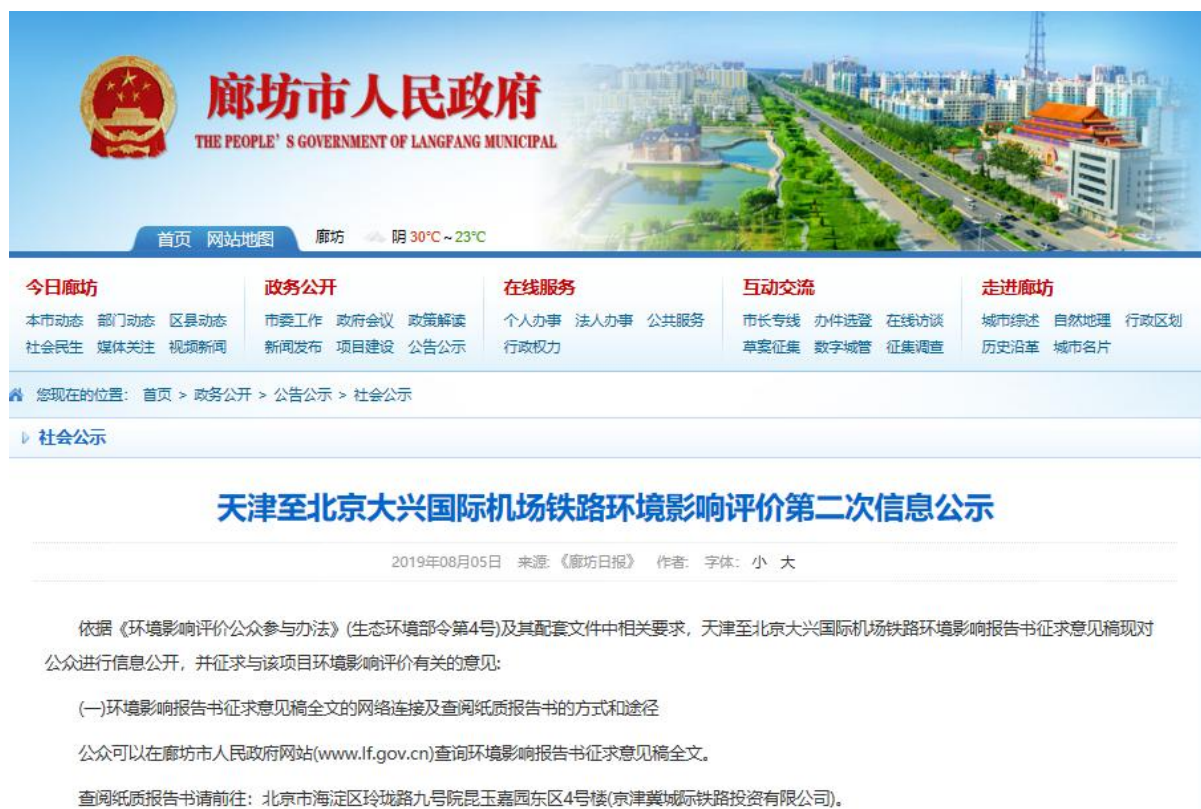 廊坊市人民政府
THE PEOPLE'S GOVERNMENT OF LANGFANG MUNICIPAL
首页 网站地图 廊坊 阴 30°C ~ 23°C
今日廊坊 政务公开 在线服务 互动交流 走进廊坊
本市动态 部门动态 区县动态 市委工作 政府会议 政策解读 个人办事 法人办事 公共服务 市长专线 办件选登 在线访谈 城市综述 自然地理 行政区划
社会民生 媒体关注 视频新闻 新闻发布 项目建设 公告公示 行政权力 草案征集 数字城管 征集调查 历史沿革 城市名片
您现在的位置: 首页 > 政务公开 > 公告公示 > 社会公示
社会公示
天津至北京大兴国际机场铁路环境影响评价第二次信息公示
2019年08月05日 来源:《廊坊日报》 作者: 字体: 小 大
依据《环境影响评价公众参与办法》(生态环境部令第4号)及其配套文件中相关要求，天津至北京大兴国际机场铁路环境影响报告书征求意见稿现对
公众进行信息公开，并征求与该项目环境影响评价有关的意见:
(一)环境影响报告书征求意见稿全文的网络连接及查阅纸质报告书的方式和途径
公众可以在廊坊市人民政府网站(www.lf.gov.cn)查询环境影响报告书征求意见稿全文。
查阅纸质报告书请前往：北京市海淀区玲珑路九号院昆玉嘉园东区4号楼(京津冀城际铁路投资有限公司)。